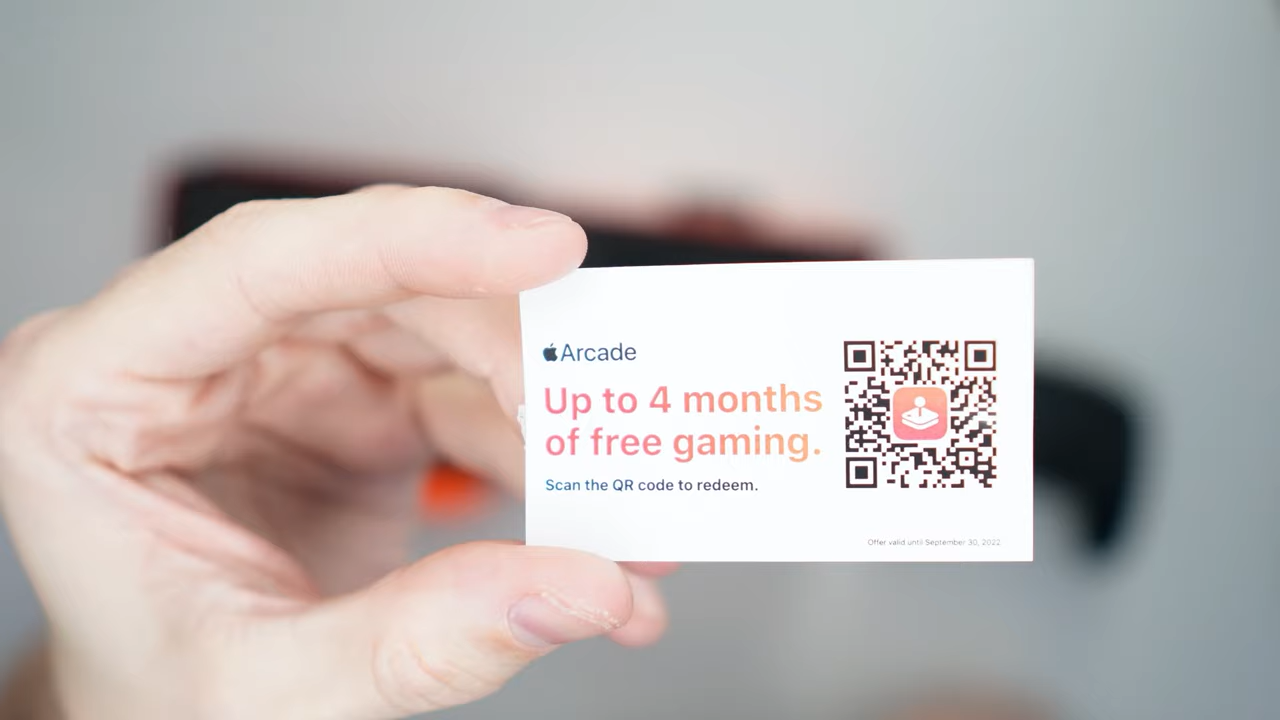 Arcade
Up to 4 months
of free gaming.
Scan the QR code to redeem.
Offer valid until September 30, 2022